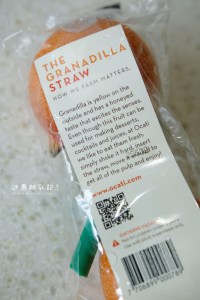 THE
GRANADILLA
STRAW
HOW WE FARM MATTERS.
Granadilla is yellow on the
outside and has a honeyed
taste that excites the senses.
Even though this fruit can be
used for making desserts,
cocktails and juices, at Ocati
we like to eat them fresh,
simply shake it hard, insert
the straw, move it around to
get all of the pulp and enjoy!
www.ocati.com